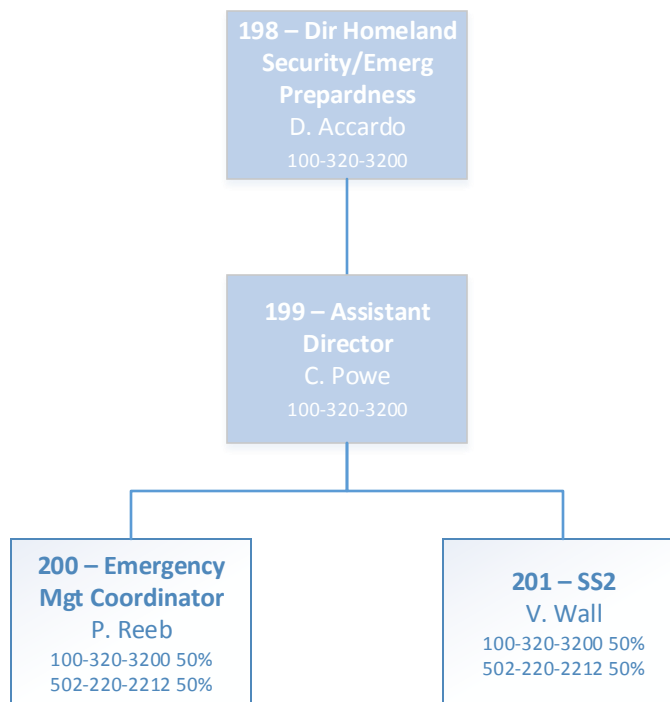 198 – Dir Homeland
Security/Emerg
Prepardness
D. Accardo
100-320-3200
199 – Assistant
Director
C. Powe
100-320-3200
200 – Emergency
Mgt Coordinator
P. Reeb
100-320-3200 50%
502-220-2212 50%
201 – SS2
V. Wall
100-320-3200 50%
502-220-2212 50%